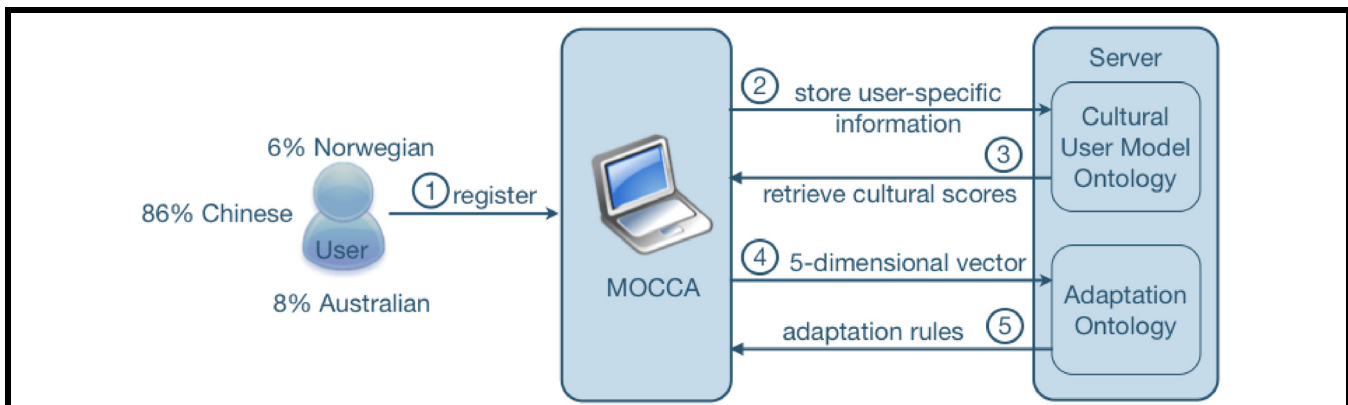 6% Norwegian
86% Chinese
User
8% Australian
1 register
MOCCA
2 store user-specific
information
3
retrieve cultural scores
4 5-dimensional vector
adaptation rules 5
Server
Cultural
User Model
Ontology
Adaptation
Ontology